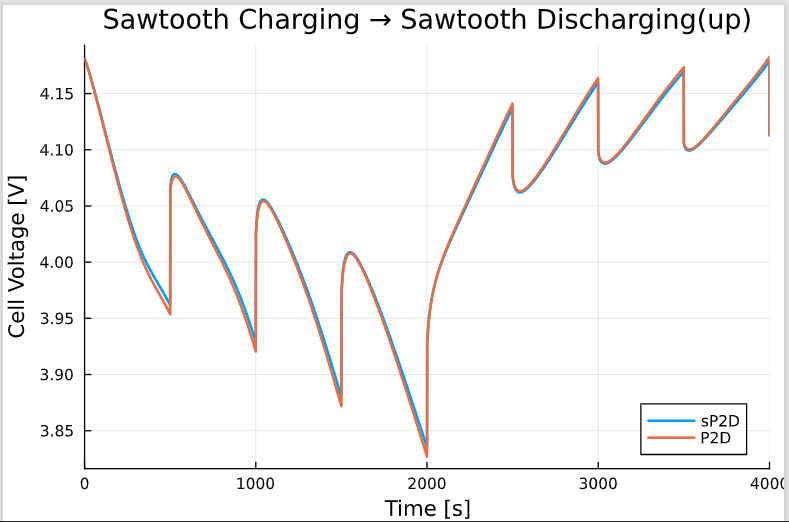 Sawtooth Charging → Sawtooth Discharging(up)
Cell Voltage [V]
4.15
4.10
4.05
4.00
3.95
3.90
3.85
sP2D
P2D
0 1000 2000 3000 4000
Time [s]